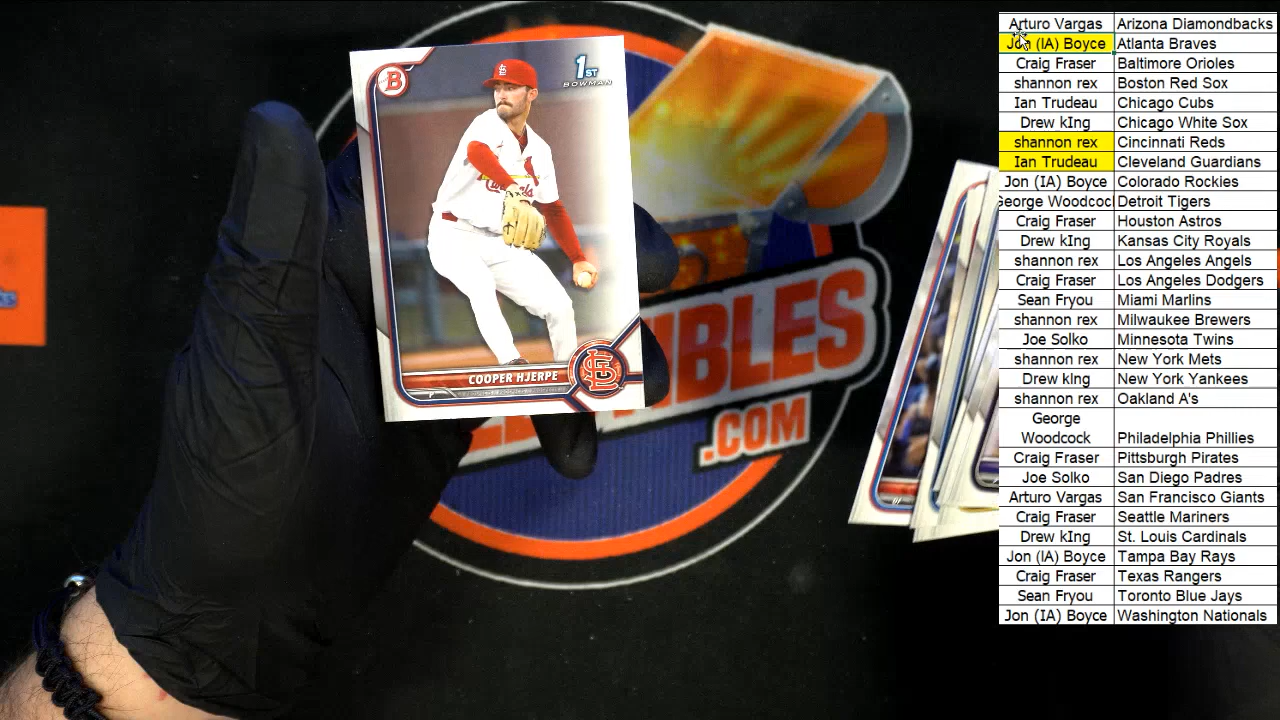 B
1ST
BOWMAN
Cardinals
COOPER HJERPE
IBLES
.COM
Arturo Vargas Arizona Diamondbacks
Jon (IA) Boyce Atlanta Braves
Craig Fraser Baltimore Orioles
shannon rex Boston Red Sox
Ian Trudeau Chicago Cubs
Drew kIng Chicago White Sox
shannon rex Cincinnati Reds
Ian Trudeau Cleveland Guardians
Jon (IA) Boyce Colorado Rockies
George Woodcoc Detroit Tigers
Craig Fraser Houston Astros
Drew kIng Kansas City Royals
shannon rex Los Angeles Angels
Craig Fraser Los Angeles Dodgers
Sean Fryou Miami Marlins
shannon rex Milwaukee Brewers
Joe Solko Minnesota Twins
shannon rex New York Mets
Drew kIng New York Yankees
shannon rex Oakland A's
George
Woodcock Philadelphia Phillies
Craig Fraser Pittsburgh Pirates
Joe Solko San Diego Padres
Arturo Vargas San Francisco Giants
Craig Fraser Seattle Mariners
Drew kIng St. Louis Cardinals
Jon (IA) Boyce Tampa Bay Rays
Craig Fraser Texas Rangers
Sean Fryou Toronto Blue Jays
Jon (IA) Boyce Washington Nationals